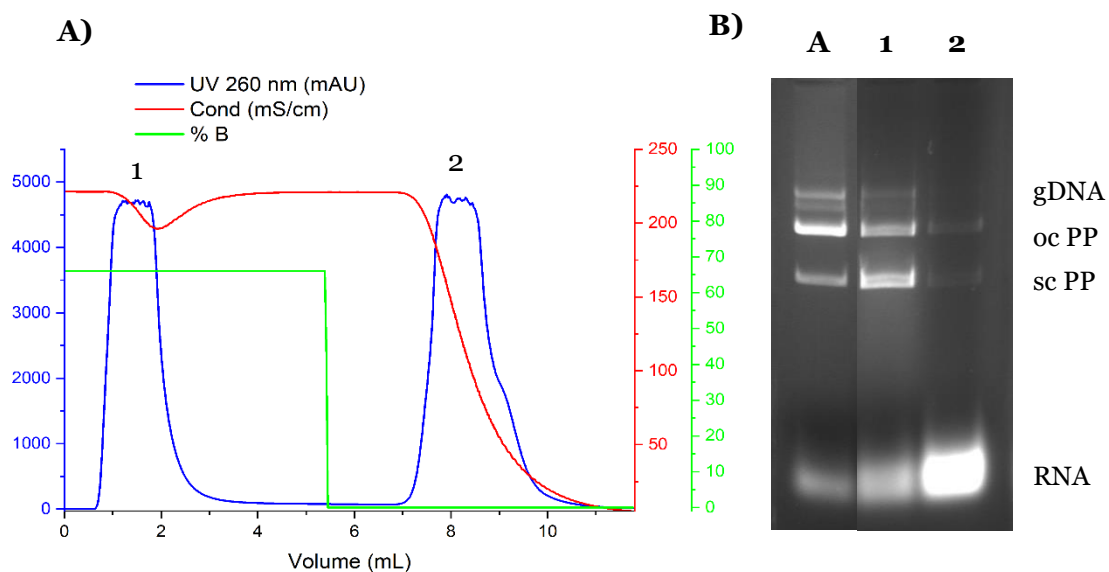 A)
UV 260 nm (mAU)
Cond (mS/cm)
% B
1
2
5000
4000
3000
2000
1000
0
250
200
150
100
50
100
90
80
70
60
50
40
30
20
10
0
0 2 4 6 8 10
Volume (mL)
B)
A 1 2
gDNA
oc PP
sc PP
RNA